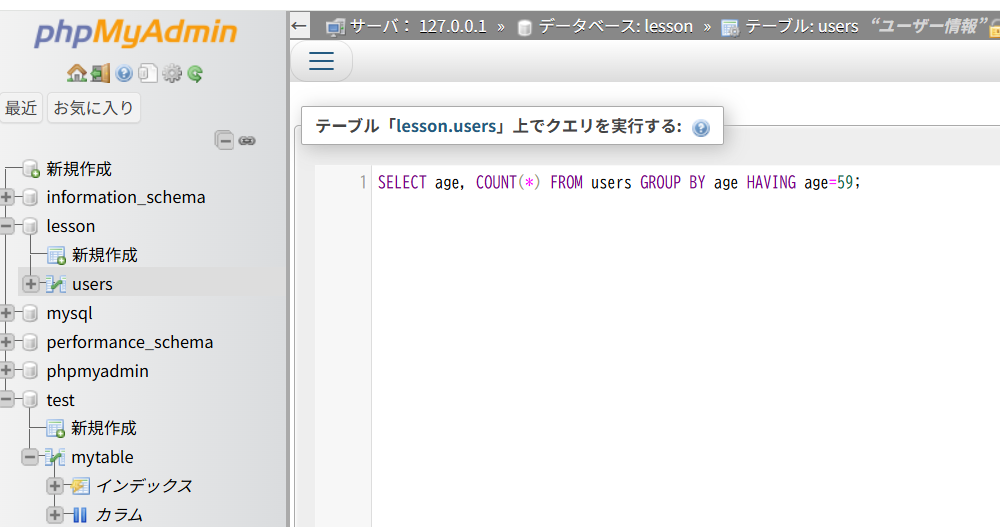 phpMyAdmin
最近 お気に入り
新規作成
information_schema
lesson
新規作成
users
mysql
performance_schema
phpmyadmin
test
新規作成
mytable
インデックス
カラム
← サーバ: 127.0.0.1 » データベース: lesson » テーブル: users “ユーザー情報”
テーブル「lesson.users」上でクエリを実行する:
1 SELECT age, COUNT(*) FROM users GROUP BY age HAVING age=59;